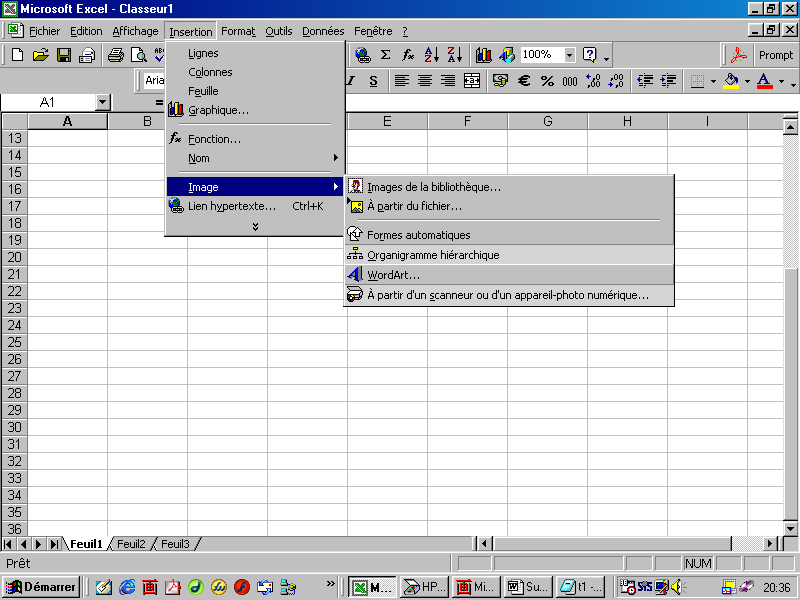 Microsoft Excel - Classeur1
Fichier Edition Affichage Insertion Format Outils Données Fenêtre ?
100% Prompt
Aria
A1 =
Lignes
Colonnes
Feuille
Graphique...
Fonction...
Nom
Image
Lien hypertexte... Ctrl+K
Images de la bibliothèque...
À partir du fichier...
Formes automatiques
Organigramme hiérarchique
WordArt...
À partir d'un scanneur ou d'un appareil-photo numérique...
A B E F G H I
13
14
15
16
17
18
19
20
21
22
23
24
25
26
27
28
29
30
31
32
33
34
35
36
Feuil1 Feuil2 Feuil3
Prêt NUM
Démarrer M... HP... Mi... Su... t1 -... 20:36